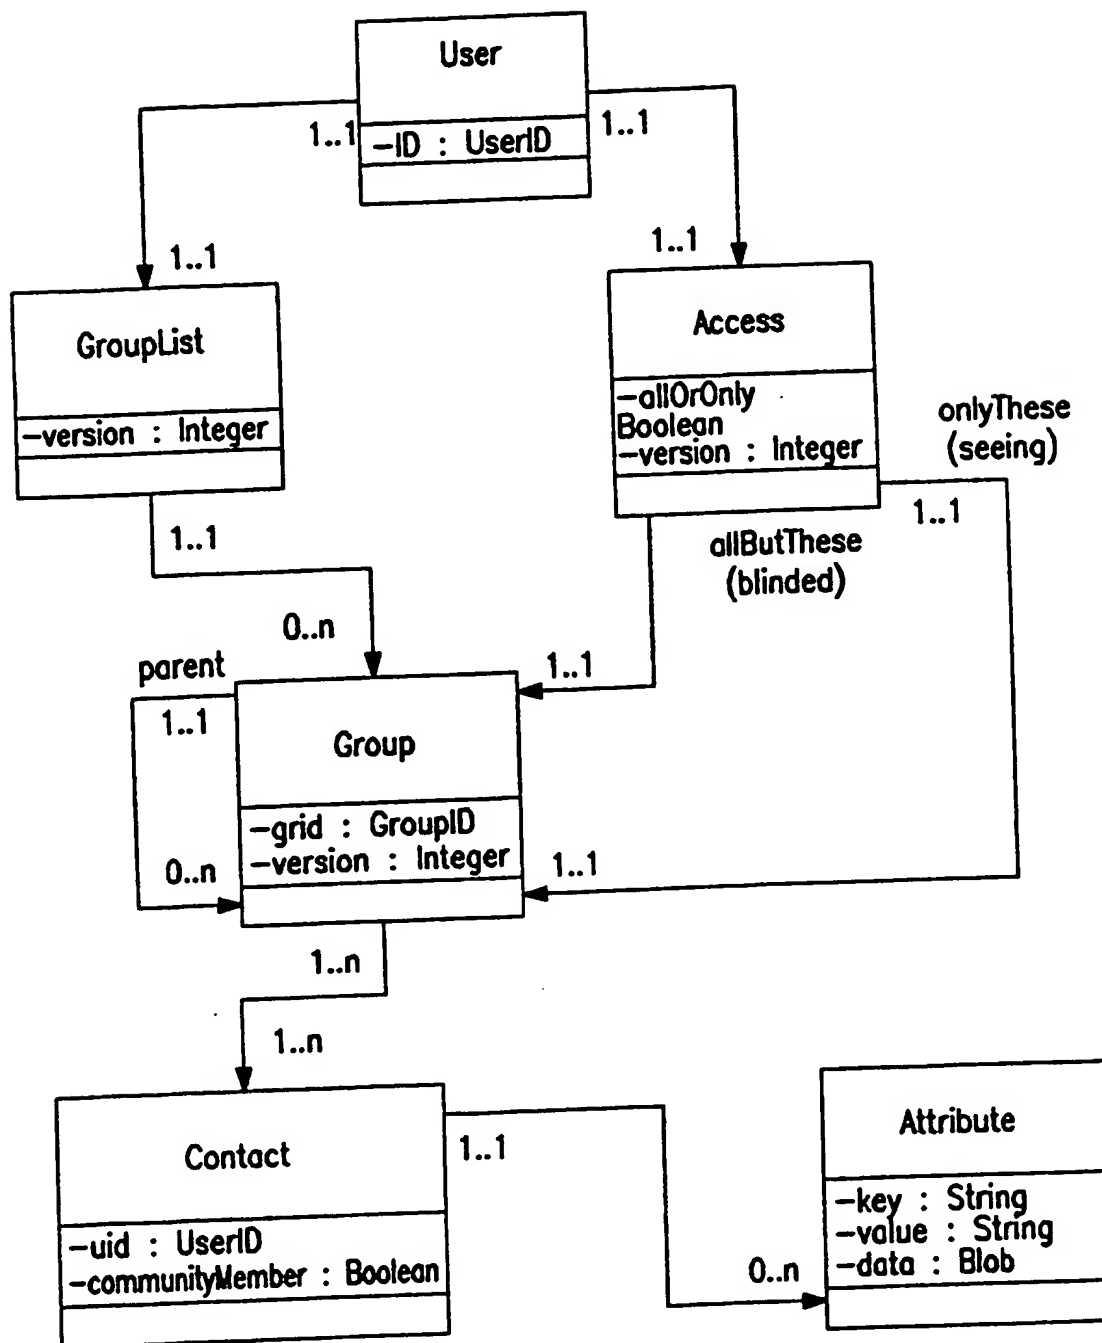 User
1..1
-ID : UserID
1..1
1..1
1..1
GroupList
-version : Integer
Access
-allOrOnly
Boolean
-version : Integer
onlyThese
(seeing)
1..1
1..1
allButThese
(blinded)
0..n
parent
1..1
1..1
Group
-grid : GroupID
-version : Integer
0..n
1..1
1..n
1..n
Contact
-uid : UserID
-communityMember : Boolean
1..1
Attribute
-key : String
-value : String
-data : Blob
0..n